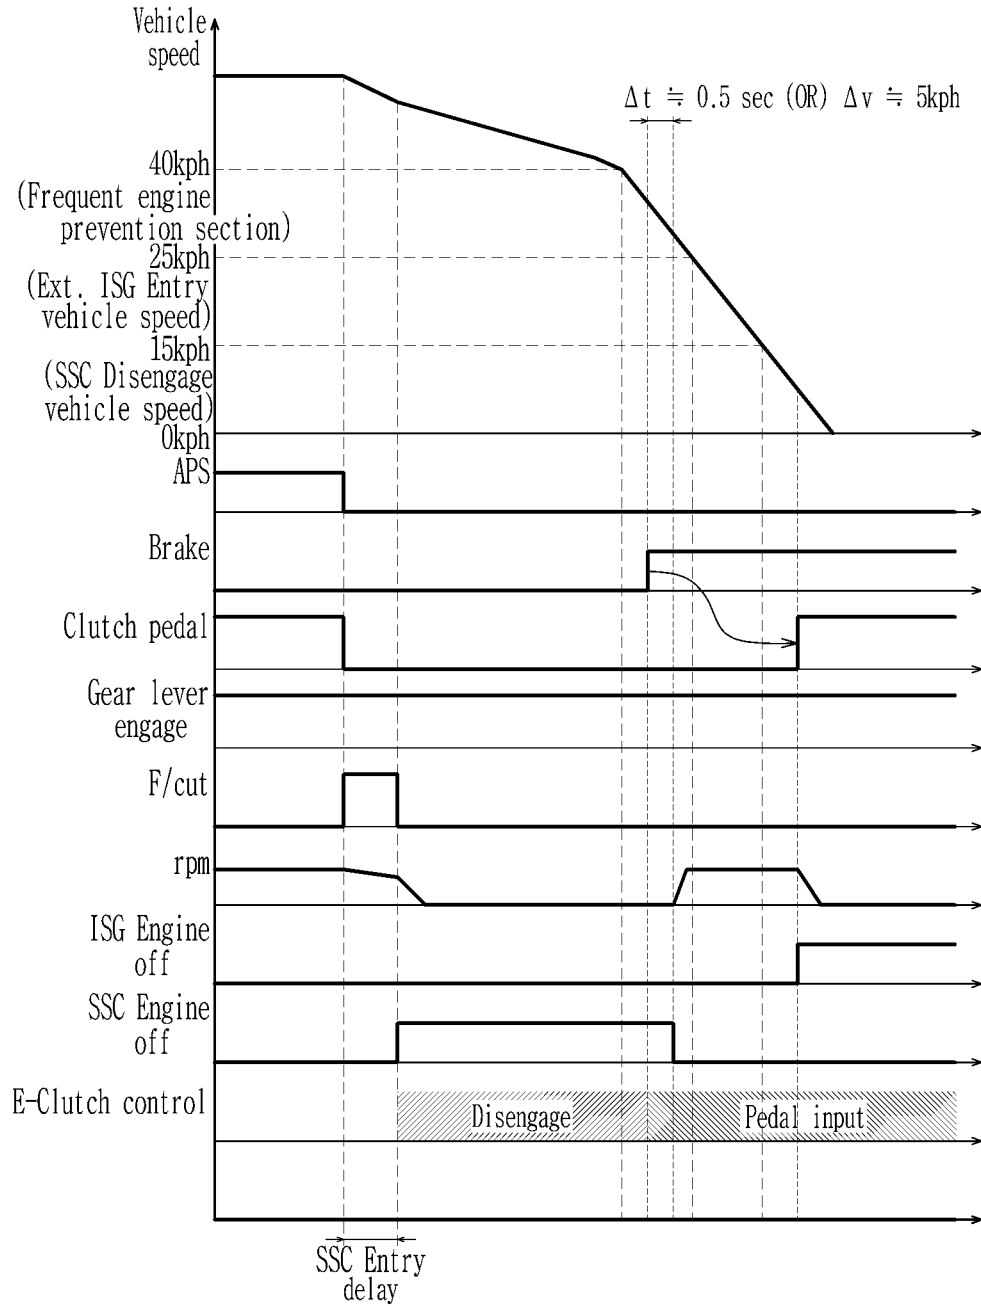 Vehicle
speed
Δt ≒ 0.5 sec (OR) Δv ≒ 5kph
40kph
(Frequent engine
prevention section)
25kph
(Ext. ISG Entry
vehicle speed)
15kph
(SSC Disengage
vehicle speed)
0kph
APS
Brake
Clutch pedal
Gear lever
engage
F/cut
rpm
ISG Engine
off
SSC Engine
off
E-Clutch control
Disengage
Pedal input
SSC Entry
delay